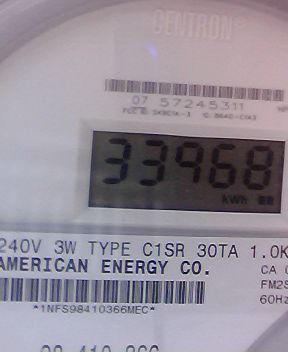 CENTRON®
07 57245311
33968
kWh
240V 3W TYPE C1SR 30TA 1.0K
AMERICAN ENERGY CO.
CA
FM2S
60Hz
*1NFS98410366MEC*